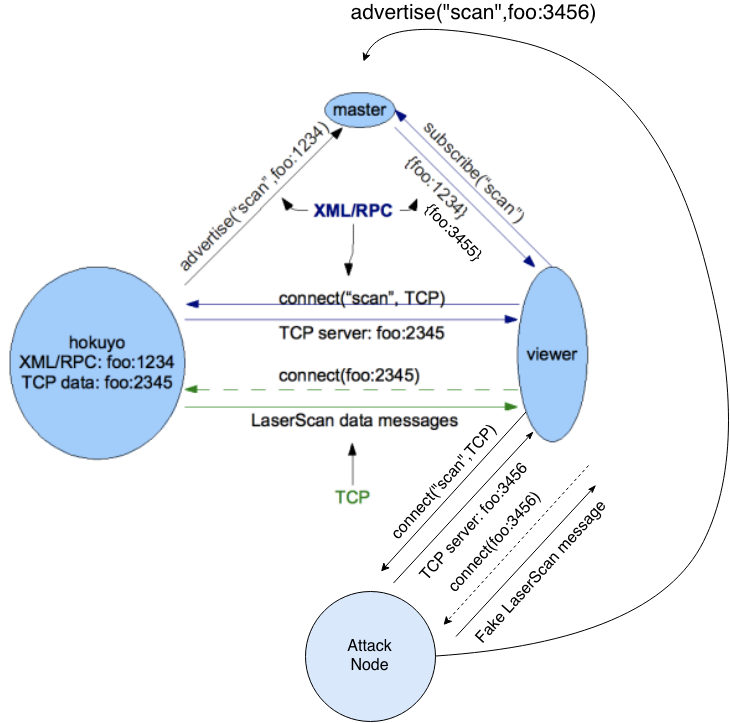 advertise("scan",foo:3456)
master
advertise("scan",foo:1234)
subscribe("scan")
{foo:1234}
{foo:3455}
XML/RPC
connect("scan", TCP)
TCP server: foo:2345
hokuyo
XML/RPC: foo:1234
TCP data: foo:2345
viewer
connect(foo:2345)
LaserScan data messages
TCP
connect("scan",TCP)
TCP server: foo:3456
connect(foo:3456)
Fake LaserScan message
Attack
Node